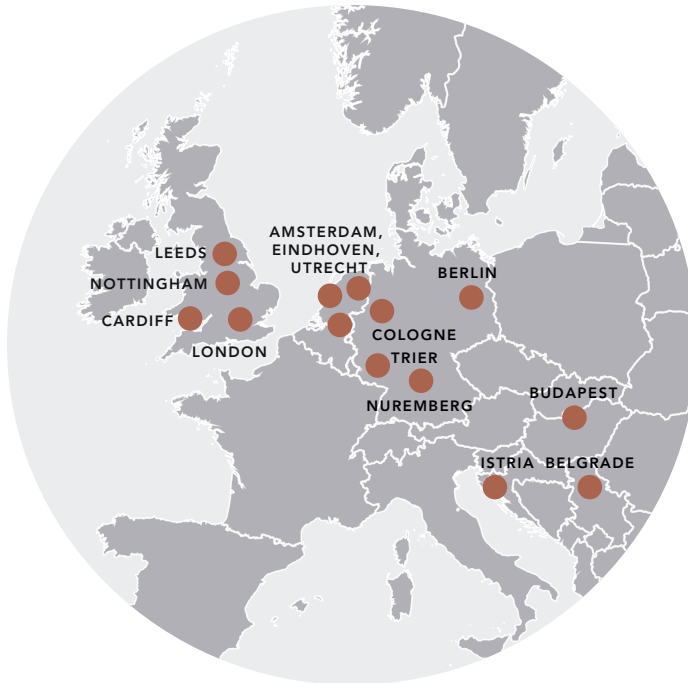 AMSTERDAM,
EINDHOVEN,
UTRECHT
LEEDS
BERLIN
NOTTINGHAM
CARDIFF
COLOGNE
LONDON
TRIER
BUDAPEST
NUREMBERG
ISTRIA
BELGRADE